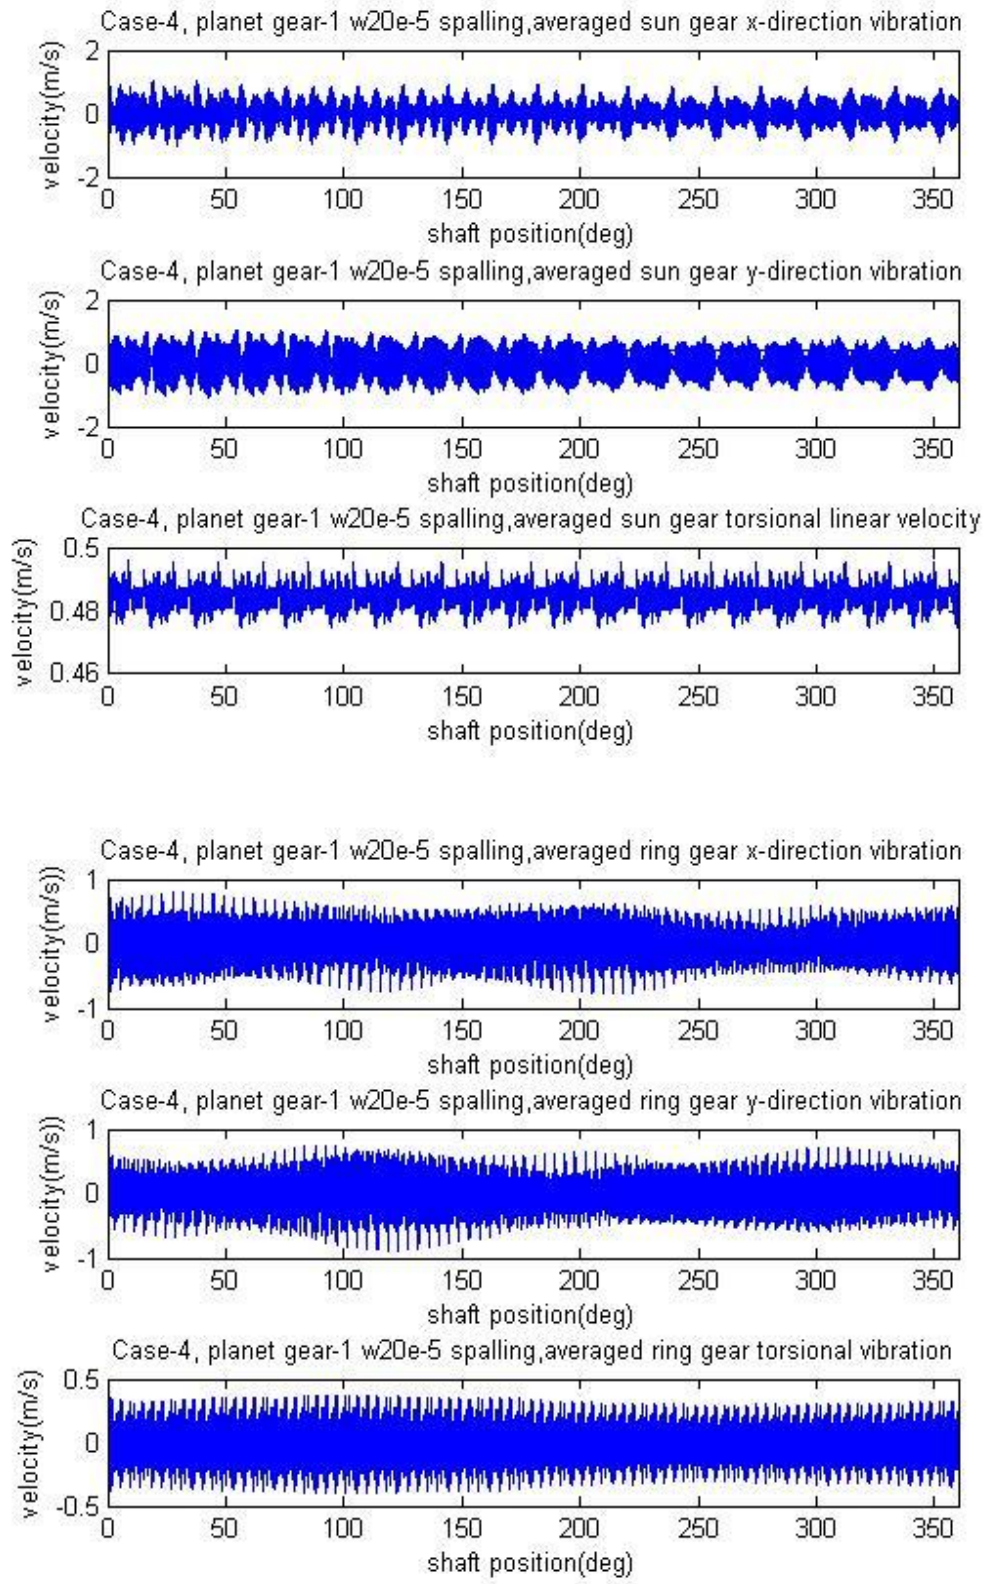 Case-4, planet gear-1 w20e-5 spalling,averaged sun gear x-direction vibration
velocity(m/s)
2
0
-2
0 50 100 150 200 250 300 350
shaft position(deg)
Case-4, planet gear-1 w20e-5 spalling,averaged sun gear y-direction vibration
velocity(m/s)
2
0
-2
0 50 100 150 200 250 300 350
shaft position(deg)
Case-4, planet gear-1 w20e-5 spalling,averaged sun gear torsional linear velocity
velocity(m/s)
0.5
0.48
0.46
0 50 100 150 200 250 300 350
shaft position(deg)
Case-4, planet gear-1 w20e-5 spalling,averaged ring gear x-direction vibration
velocity(m/s))
1
0
-1
0 50 100 150 200 250 300 350
shaft position(deg)
Case-4, planet gear-1 w20e-5 spalling,averaged ring gear y-direction vibration
velocity(m/s))
1
0
-1
0 50 100 150 200 250 300 350
shaft position(deg)
Case-4, planet gear-1 w20e-5 spalling,averaged ring gear torsional vibration
velocity(m/s)
0.5
0
-0.5
0 50 100 150 200 250 300 350
shaft position(deg)